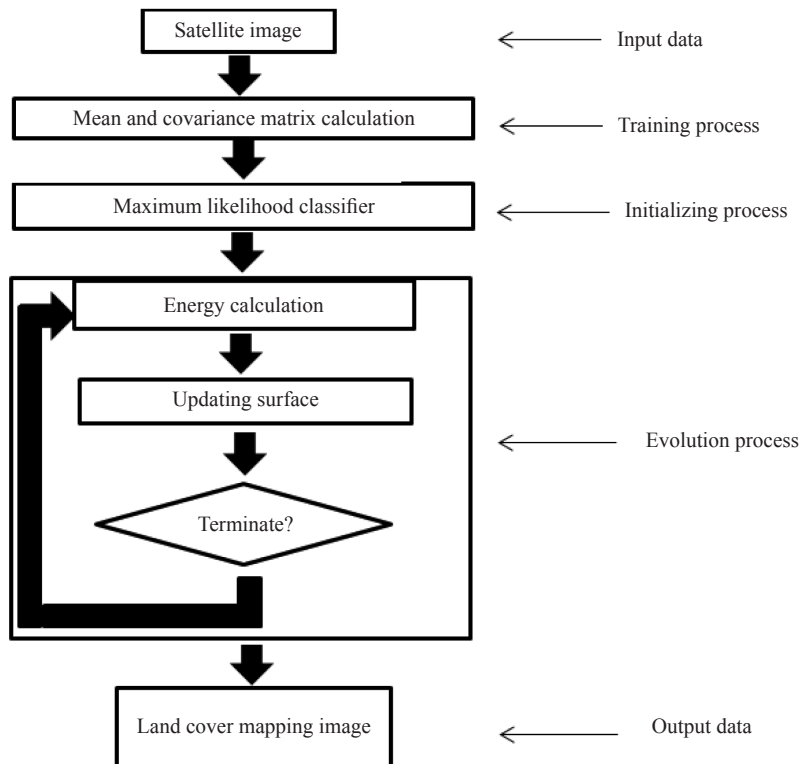 Satellite image
Input data
Mean and covariance matrix calculation
Training process
Maximum likelihood classifier
Initializing process
Energy calculation
Updating surface
Evolution process
Terminate?
Land cover mapping image
Output data